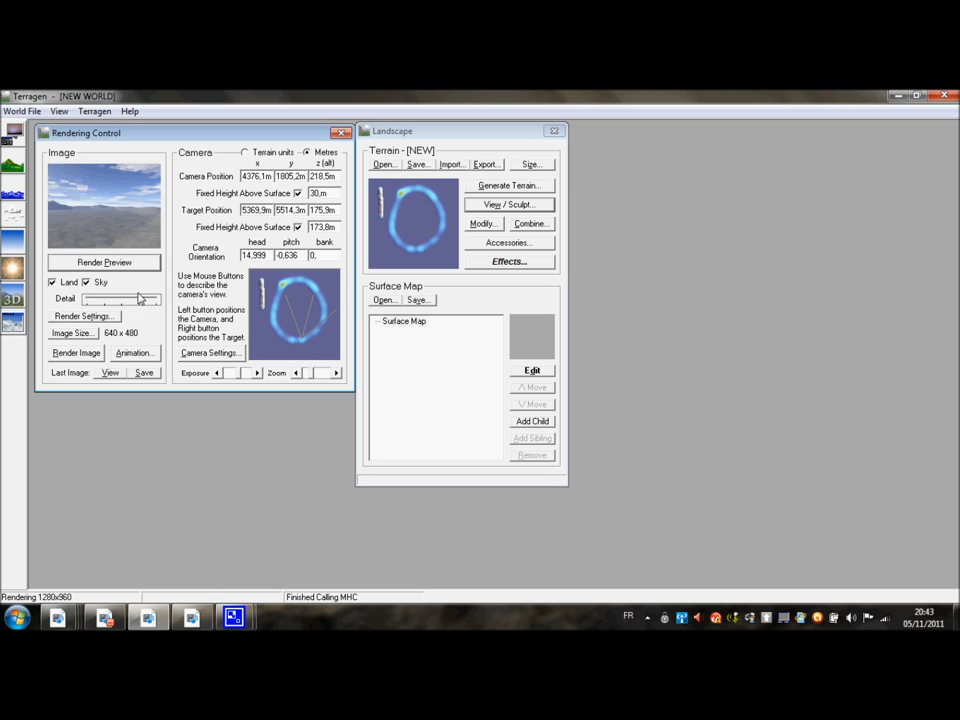 Terragen - [NEW WORLD]
World File View Terragen Help
Rendering Control
Image
Render Preview
Land Sky
Detail
Render Settings...
Image Size... 640 x 480
Render Image Animation...
Last Image: View Save
Camera Terrain units Metres
x y z (alt)
Camera Position 4376,1m 1805,2m 218,5m
Fixed Height Above Surface 30,m
Target Position 5369,9m 5514,3m 175,9m
Fixed Height Above Surface 173,8m
head pitch bank
Camera Orientation 14,999 -0,636 0,
Use Mouse Buttons
to describe the
camera's view.
Left button positions
the Camera, and
Right button
positions the Target.
Camera Settings...
Exposure Zoom
Landscape
Terrain - [NEW]
Open... Save... Import... Export... Size...
Generate Terrain...
View / Sculpt...
Modify... Combine...
Accessories...
Effects...
Surface Map
Open... Save...
Surface Map
Edit
/\ Move
\/ Move
Add Child
Add Sibling
Remove
Rendering 1280x960 Finished Calling MHC
FR
20:43
05/11/2011
3D